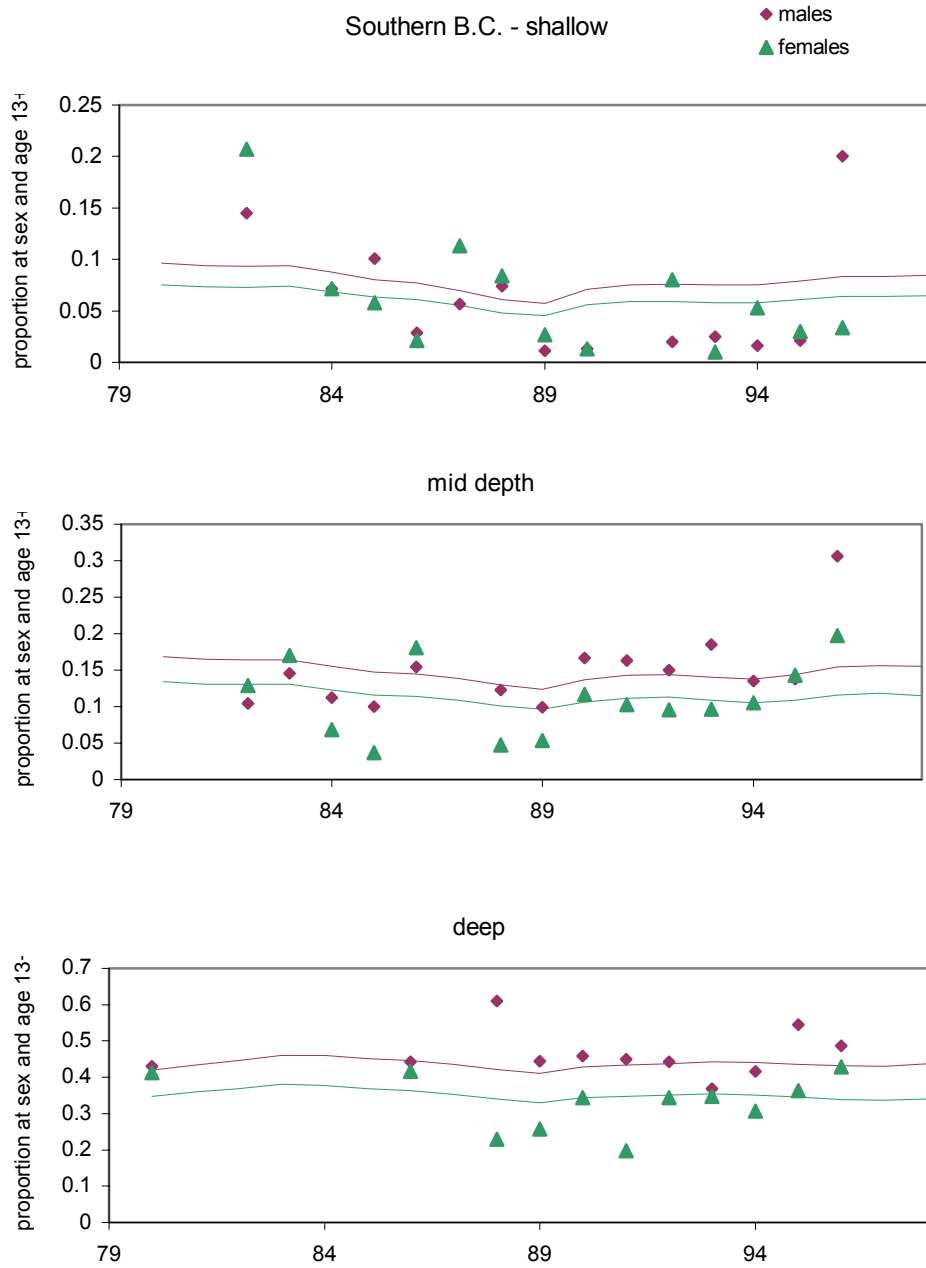 Southern B.C. - shallow
males
females
proportion at sex and age 13+
0.25
0.2
0.15
0.1
0.05
0
79 84 89 94
mid depth
proportion at sex and age 13+
0.35
0.3
0.25
0.2
0.15
0.1
0.05
0
79 84 89 94
deep
proportion at sex and age 13-
0.7
0.6
0.5
0.4
0.3
0.2
0.1
0
79 84 89 94